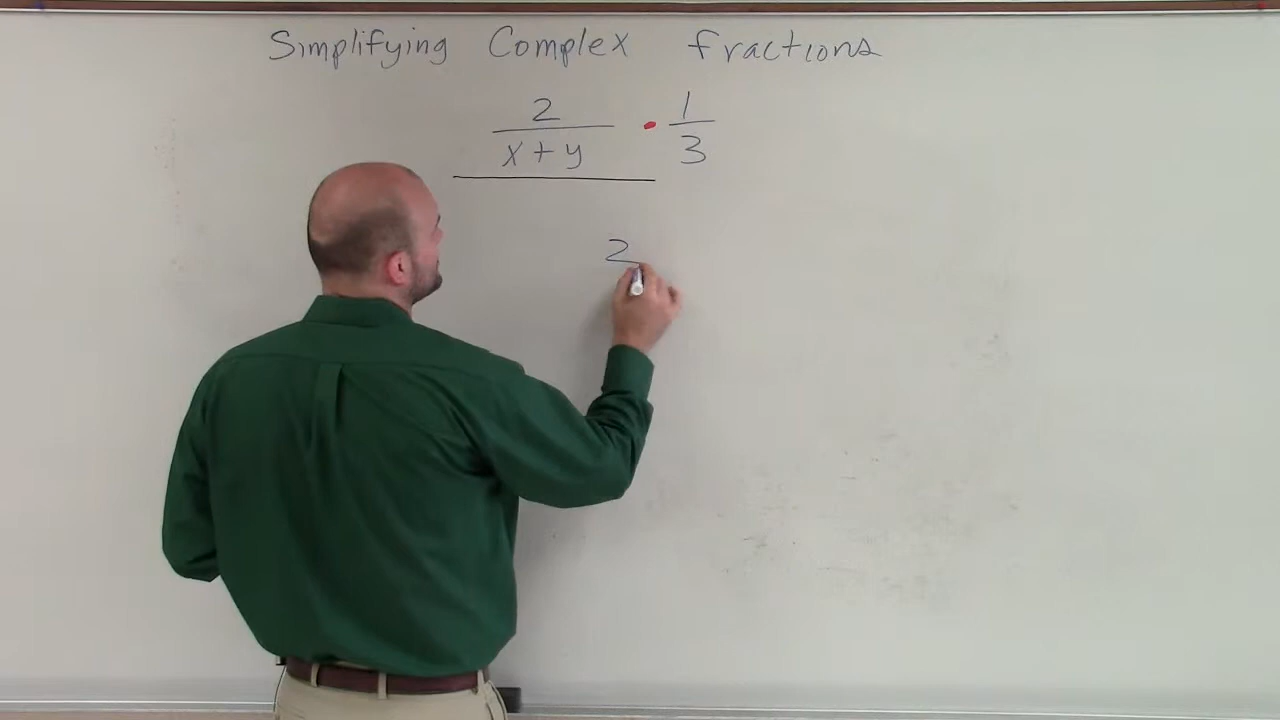 Simplifying Complex fractions
2/(x+y) · 1/3
2